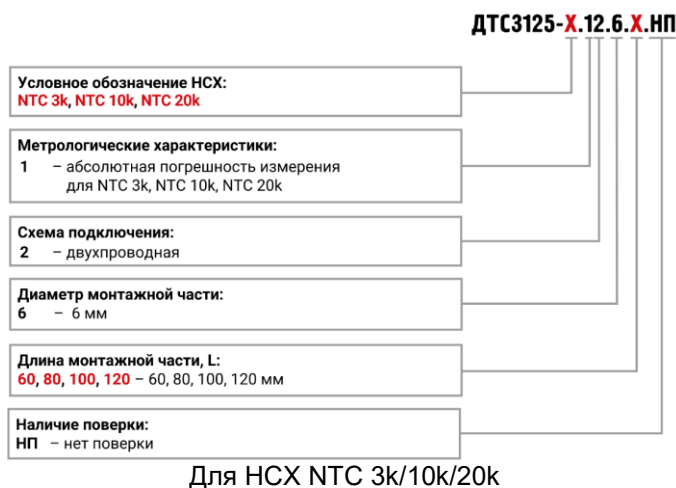 ДТС3125-Х.12.6.Х.НП
Условное обозначение НСХ:
NTC 3k, NTC 10k, NTC 20k
Метрологические характеристики:
1 – абсолютная погрешность измерения
для NTC 3k, NTC 10k, NTC 20k
Схема подключения:
2 – двухпроводная
Диаметр монтажной части:
6 – 6 мм
Длина монтажной части, L:
60, 80, 100, 120 – 60, 80, 100, 120 мм
Наличие поверки:
НП – нет поверки
Для НСХ NTC 3k/10k/20k